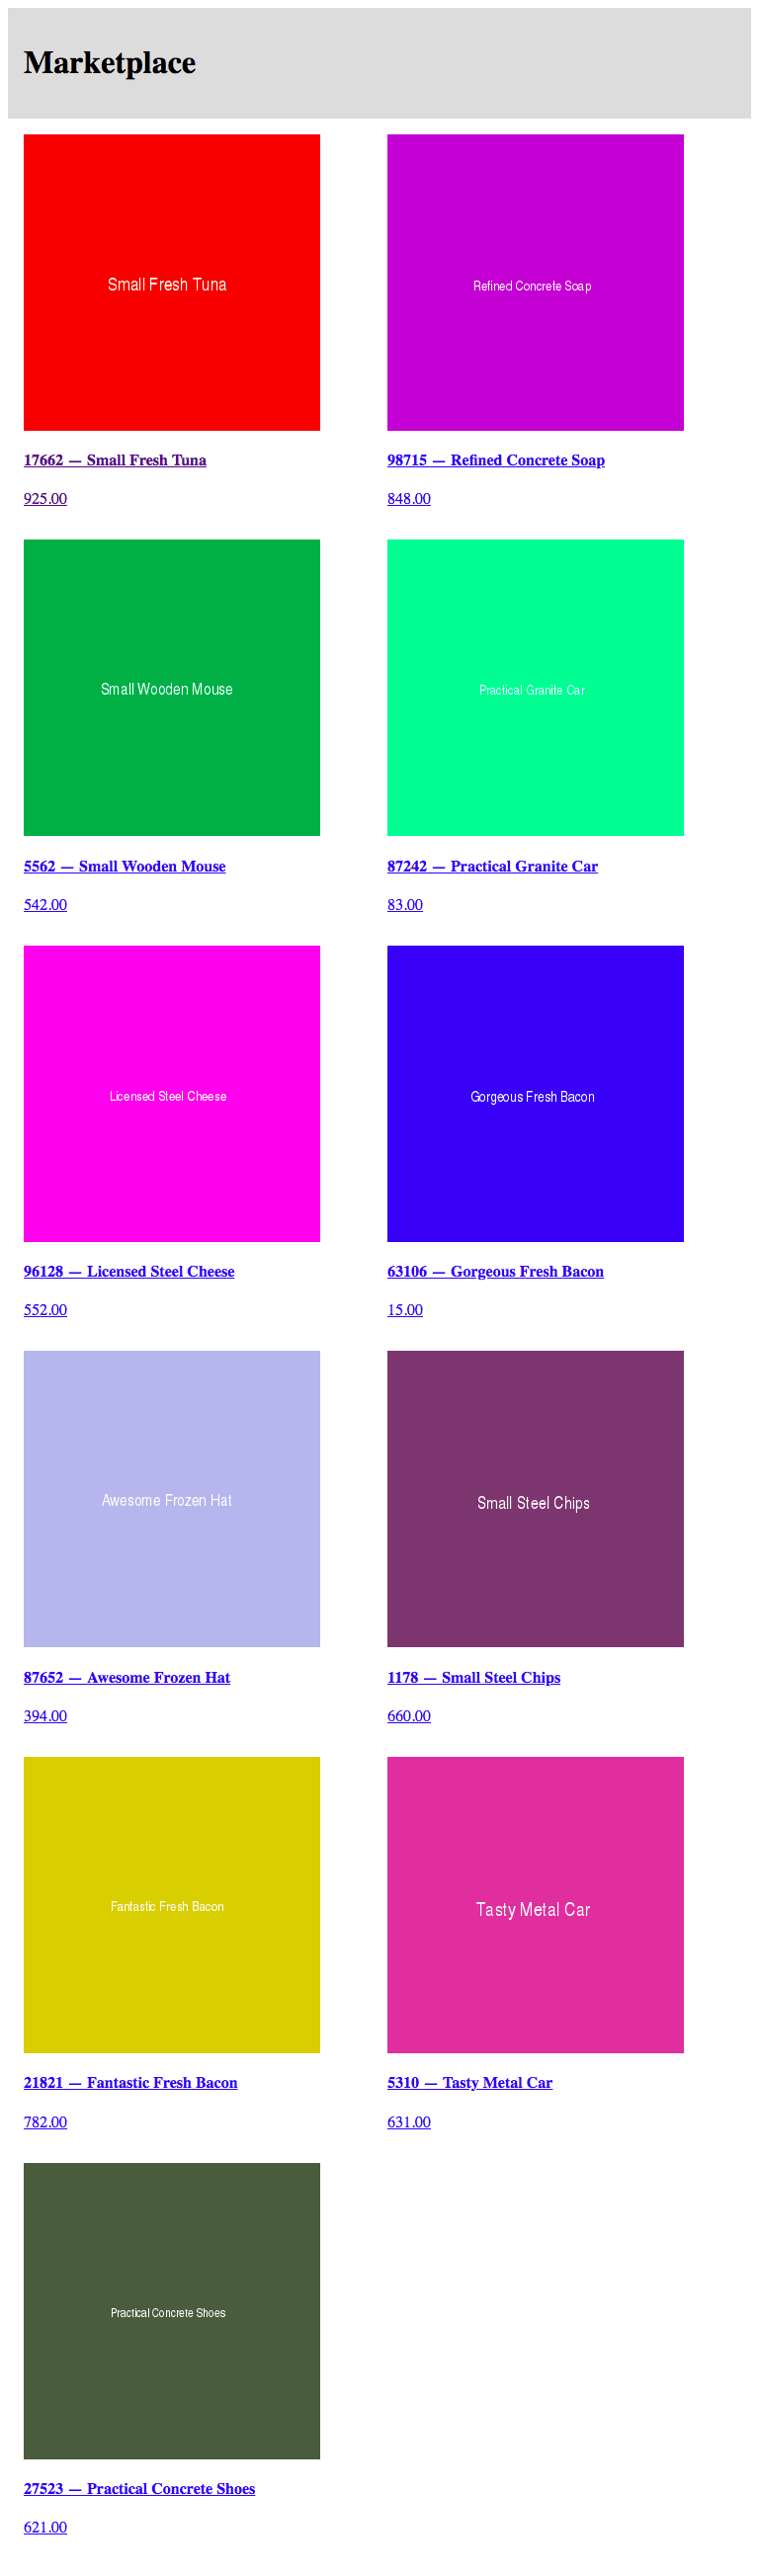 Marketplace
Small Fresh Tuna
Refined Concrete Soap
17662 — Small Fresh Tuna
98715 — Refined Concrete Soap
925.00
848.00
Small Wooden Mouse
Practical Granite Car
5562 — Small Wooden Mouse
87242 — Practical Granite Car
542.00
83.00
Licensed Steel Cheese
Gorgeous Fresh Bacon
96128 — Licensed Steel Cheese
63106 — Gorgeous Fresh Bacon
552.00
15.00
Awesome Frozen Hat
Small Steel Chips
87652 — Awesome Frozen Hat
1178 — Small Steel Chips
394.00
660.00
Fantastic Fresh Bacon
Tasty Metal Car
21821 — Fantastic Fresh Bacon
5310 — Tasty Metal Car
782.00
631.00
Practical Concrete Shoes
27523 — Practical Concrete Shoes
621.00